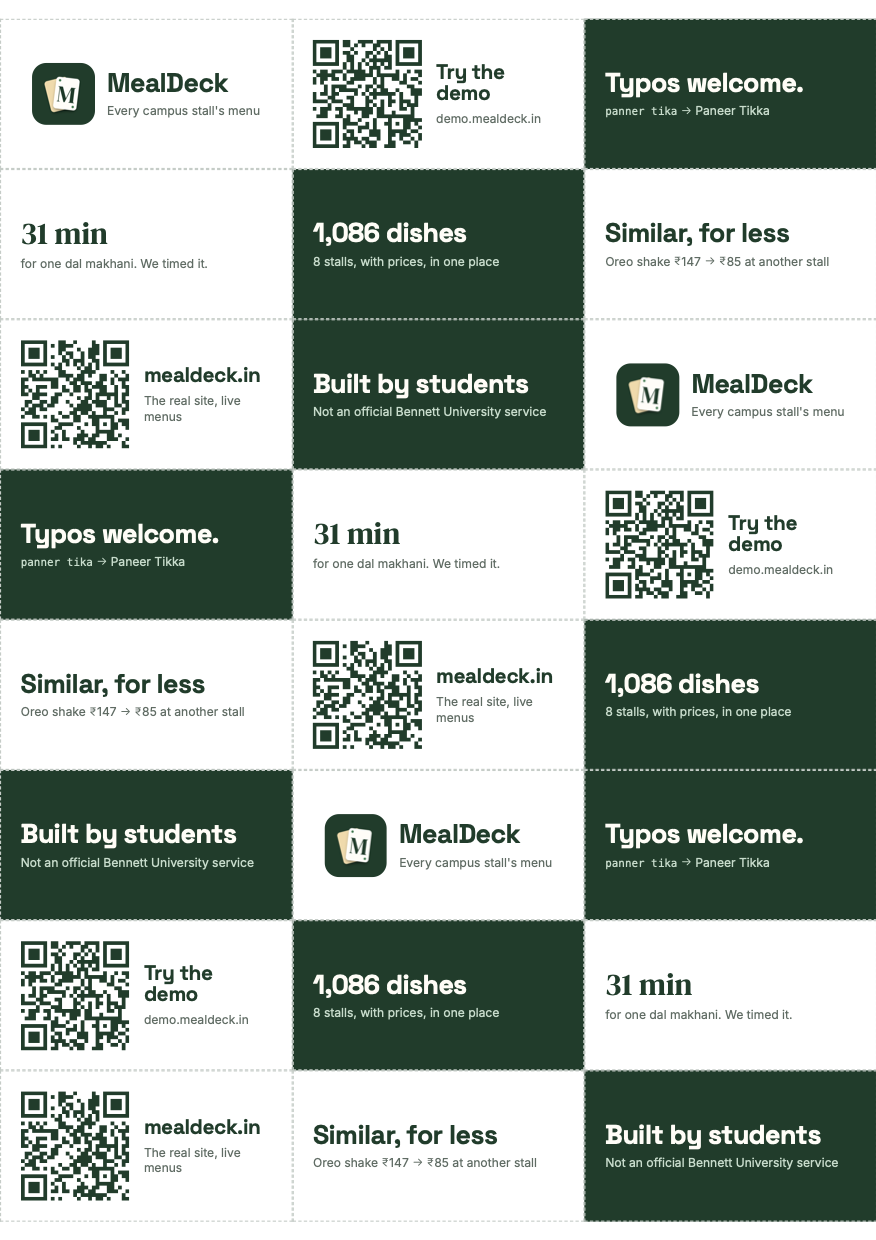 M
MealDeck
Every campus stall's menu
Try the
demo
demo.mealdeck.in
Typos welcome.
panner tika → Paneer Tikka
31 min
for one dal makhani. We timed it.
1,086 dishes
8 stalls, with prices, in one place
Similar, for less
Oreo shake ₹147 → ₹85 at another stall
mealdeck.in
The real site, live
menus
Built by students
Not an official Bennett University service
M
MealDeck
Every campus stall's menu
Typos welcome.
panner tika → Paneer Tikka
31 min
for one dal makhani. We timed it.
Try the
demo
demo.mealdeck.in
Similar, for less
Oreo shake ₹147 → ₹85 at another stall
mealdeck.in
The real site, live
menus
1,086 dishes
8 stalls, with prices, in one place
Built by students
Not an official Bennett University service
M
MealDeck
Every campus stall's menu
Typos welcome.
panner tika → Paneer Tikka
Try the
demo
demo.mealdeck.in
1,086 dishes
8 stalls, with prices, in one place
31 min
for one dal makhani. We timed it.
mealdeck.in
The real site, live
menus
Similar, for less
Oreo shake ₹147 → ₹85 at another stall
Built by students
Not an official Bennett University service